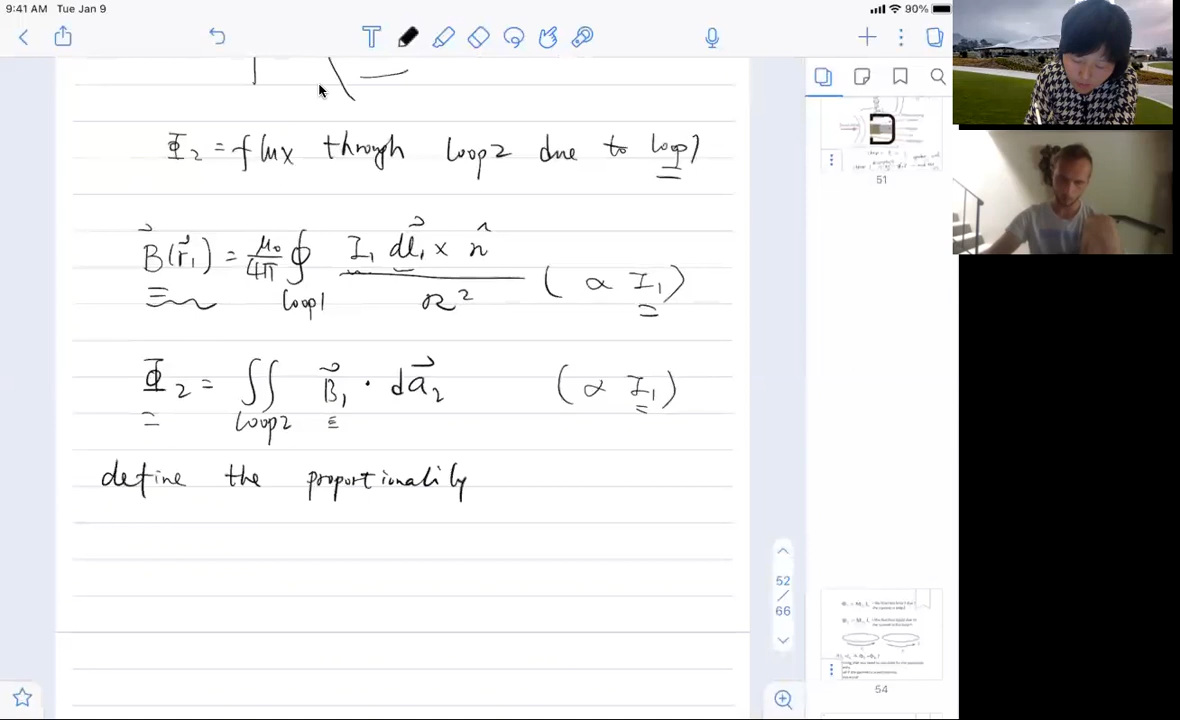 9:41 AM Tue Jan 9
90%
Φ₂ = flux through loop2 due to loop1
B⃗(r⃗₁) = μ₀/4π ∮ I₁ dl⃗₁ × n̂ / r² (∝ I₁)
loop1
Φ₂ = ∬ B⃗₁ · da⃗₂ (∝ I₁)
loop2
define the proportionality
51
52
/
66
54